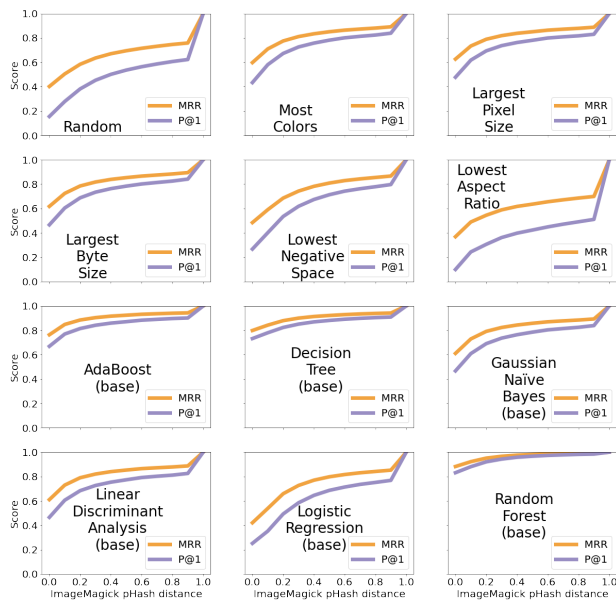 1.0
0.8
0.6
0.4
0.2
0.0
Score
Random
MRR
P@1
Most
Colors
MRR
P@1
Largest
Pixel
Size
MRR
P@1
1.0
0.8
0.6
0.4
0.2
0.0
Score
Largest
Byte
Size
MRR
P@1
Lowest
Negative
Space
MRR
P@1
Lowest
Aspect
Ratio
MRR
P@1
1.0
0.8
0.6
0.4
0.2
0.0
Score
AdaBoost
(base)
MRR
P@1
Decision
Tree
(base)
MRR
P@1
Gaussian
Naïve
Bayes
(base)
MRR
P@1
1.0
0.8
0.6
0.4
0.2
0.0
Score
Linear
Discriminant
Analysis
(base)
MRR
P@1
0.0 0.2 0.4 0.6 0.8 1.0
ImageMagick pHash distance
Logistic
Regression
(base)
MRR
P@1
0.0 0.2 0.4 0.6 0.8 1.0
ImageMagick pHash distance
Random
Forest
(base)
MRR
P@1
0.0 0.2 0.4 0.6 0.8 1.0
ImageMagick pHash distance